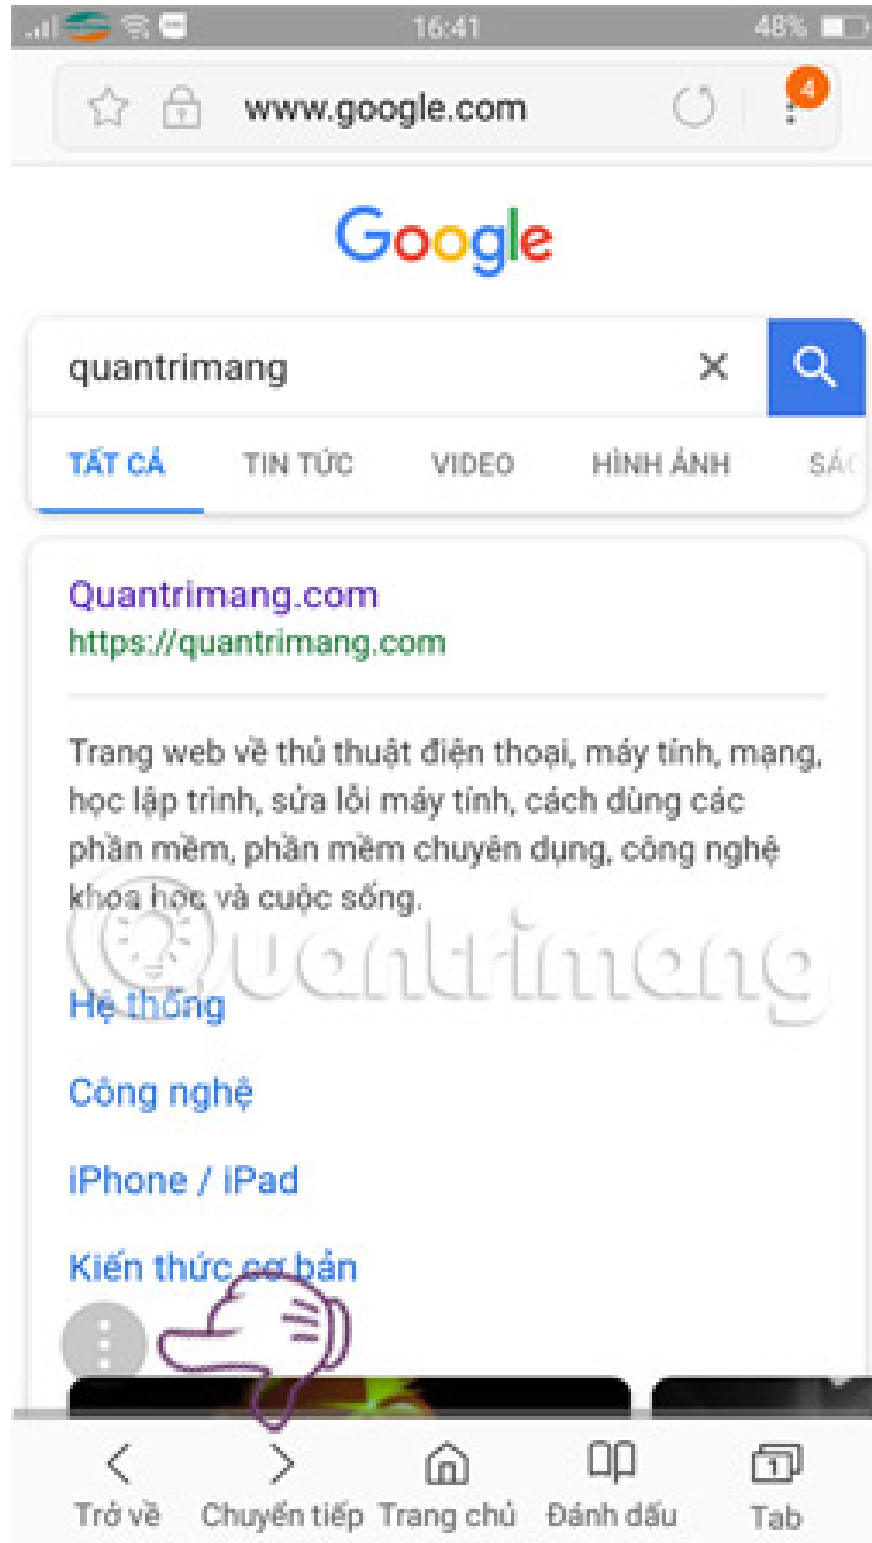 16:41
48%
www.google.com
4
Google
quantrimang
TẤT CẢ TIN TỨC VIDEO HÌNH ẢNH SÁC
Quantrimang.com
https://quantrimang.com
Trang web về thủ thuật điện thoại, máy tính, mạng,
học lập trình, sửa lỗi máy tính, cách dùng các
phần mềm, phần mềm chuyên dụng, công nghệ
khoa học và cuộc sống.
Quantrimang
Hệ thống
Công nghệ
iPhone / iPad
Kiến thức cơ bản
1
Trở về Chuyển tiếp Trang chủ Đánh dấu Tab